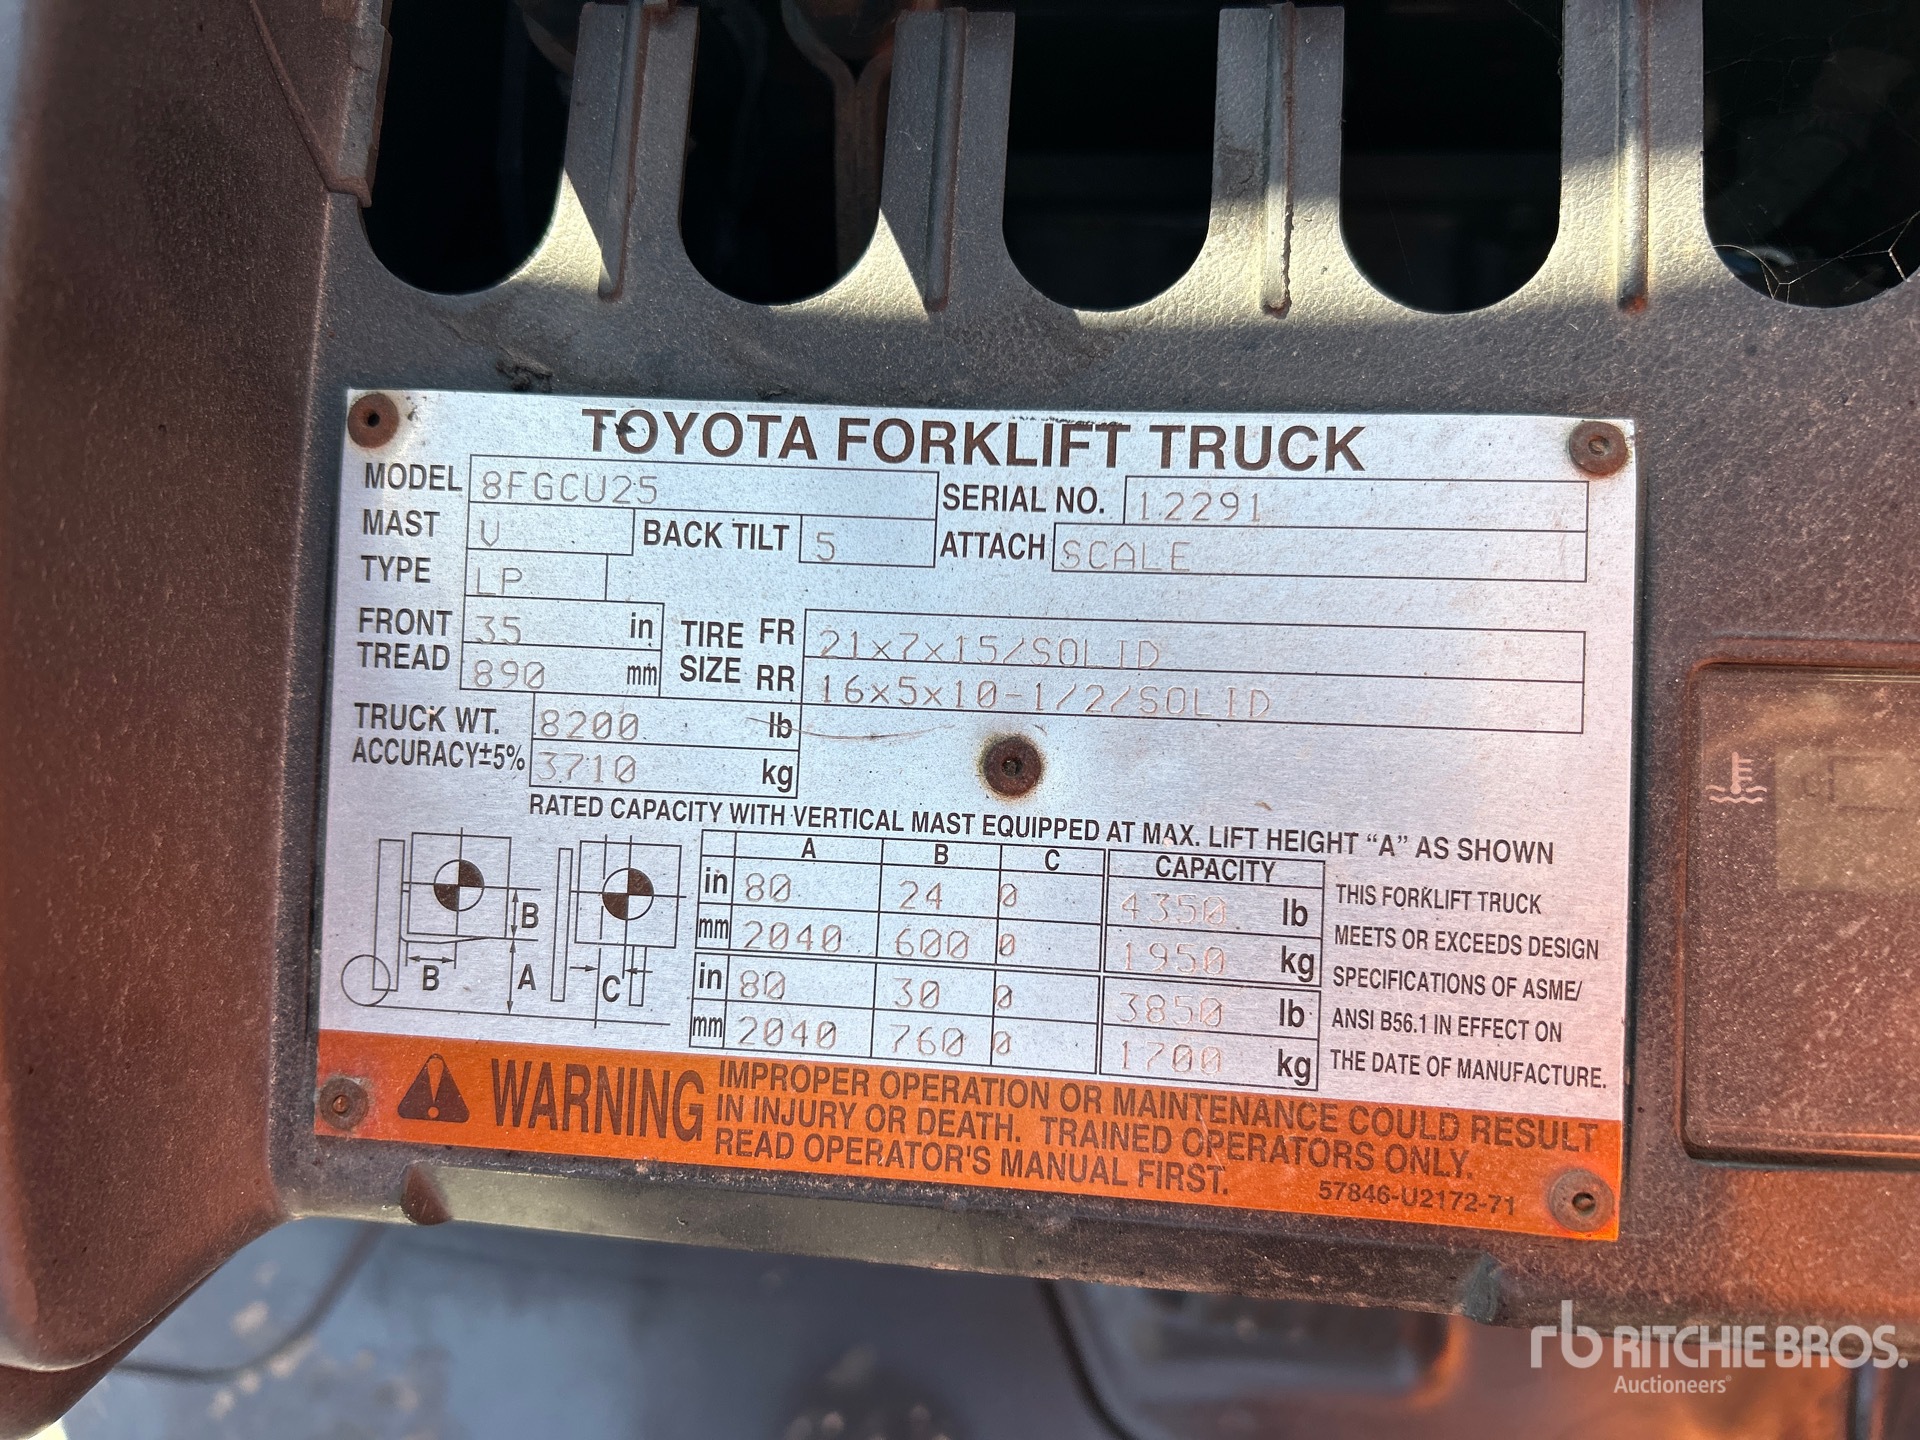 TOYOTA FORKLIFT TRUCK
MODEL 8FGCU25 SERIAL NO. 12291
MAST V BACK TILT 5 ATTACH SCALE
TYPE LP
FRONT TREAD 35 in TIRE SIZE FR 21x7x15/SOLID
890 mm RR 16x5x10-1/2/SOLID
TRUCK WT. 8200 lb
ACCURACY±5% 3710 kg
RATED CAPACITY WITH VERTICAL MAST EQUIPPED AT MAX. LIFT HEIGHT "A" AS SHOWN
A B C CAPACITY
in 80 24 0 4350 lb
mm 2040 600 0 1950 kg
in 80 30 0 3850 lb
mm 2040 760 0 1700 kg
B
B A C
THIS FORKLIFT TRUCK
MEETS OR EXCEEDS DESIGN
SPECIFICATIONS OF ASME/
ANSI B56.1 IN EFFECT ON
THE DATE OF MANUFACTURE.
WARNING IMPROPER OPERATION OR MAINTENANCE COULD RESULT
IN INJURY OR DEATH. TRAINED OPERATORS ONLY.
READ OPERATOR'S MANUAL FIRST.
57846-U2172-71
rb RITCHIE BROS.
Auctioneers